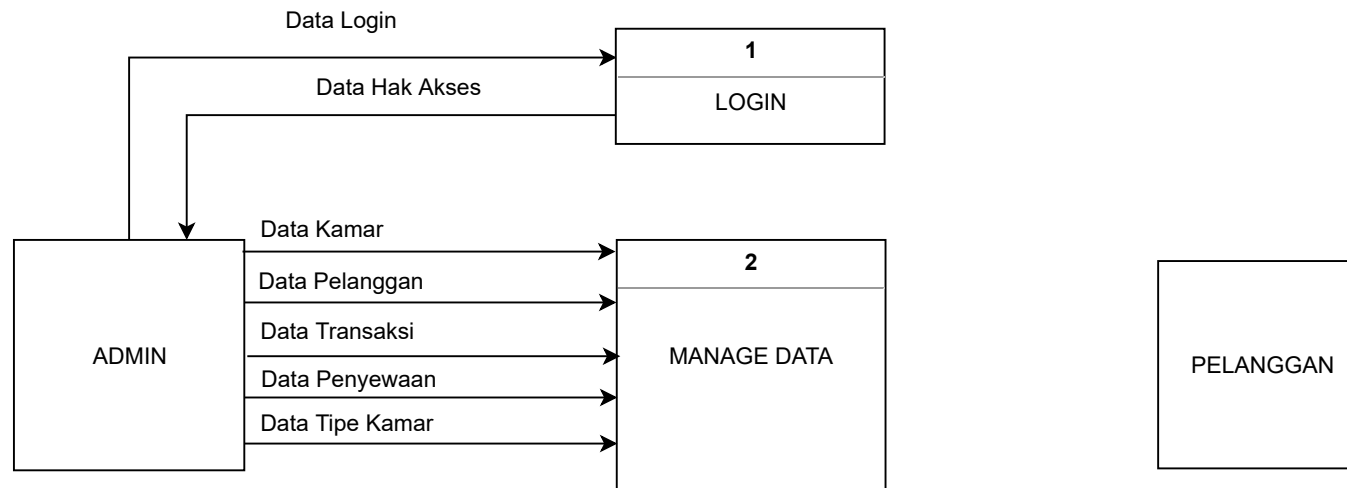 Data Login
1
Data Hak Akses
LOGIN
Data Kamar
2
Data Pelanggan
Data Transaksi
ADMIN
MANAGE DATA
PELANGGAN
Data Penyewaan
Data Tipe Kamar